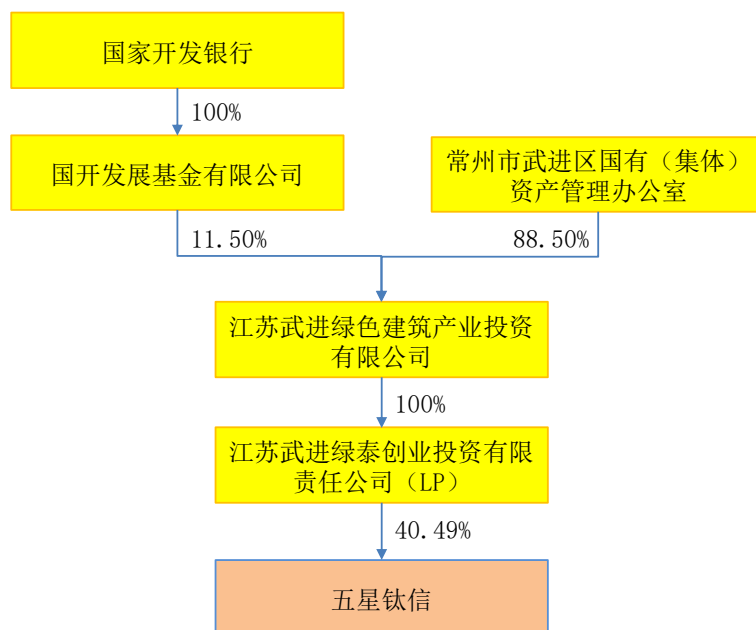 国家开发银行
100%
国开发展基金有限公司
常州市武进区国有（集体）
资产管理办公室
11.50%
88.50%
江苏武进绿色建筑产业投资
有限公司
100%
江苏武进绿泰创业投资有限
责任公司（LP）
40.49%
五星钛信